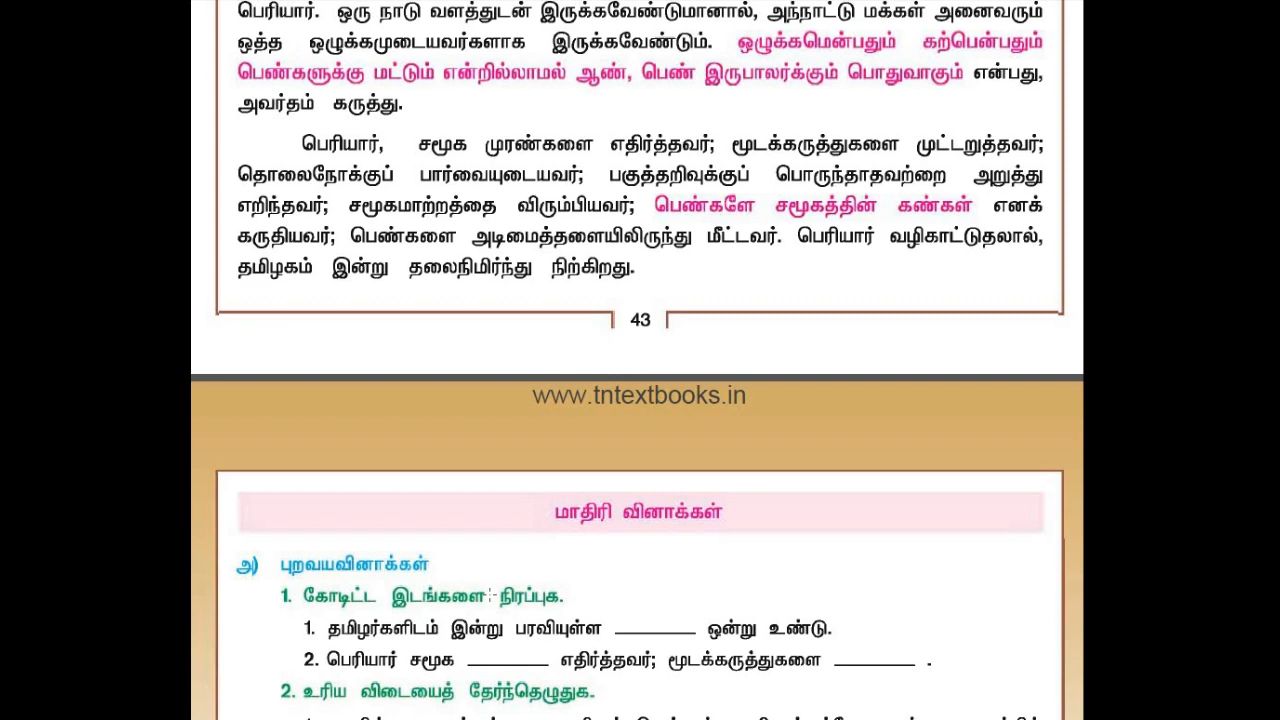 பெரியார். ஒரு நாடு வளத்துடன் இருக்கவேண்டுமானால், அந்நாட்டு மக்கள் அனைவரும்
ஒத்த ஒழுக்கமுடையவர்களாக இருக்கவேண்டும். ஒழுக்கமென்பதும் கற்பென்பதும்
பெண்களுக்கு மட்டும் என்றில்லாமல் ஆண், பெண் இருபாலர்க்கும் பொதுவாகும் என்பது,
அவர்தம் கருத்து.
பெரியார், சமூக முரண்களை எதிர்த்தவர்; மூடக்கருத்துகளை முட்டறுத்தவர்;
தொலைநோக்குப் பார்வையுடையவர்; பகுத்தறிவுக்குப் பொருந்தாதவற்றை அறுத்து
எறிந்தவர்; சமூகமாற்றத்தை விரும்பியவர்; பெண்களே சமூகத்தின் கண்கள் எனக்
கருதியவர்; பெண்களை அடிமைத்தளையிலிருந்து மீட்டவர். பெரியார் வழிகாட்டுதலால்,
தமிழகம் இன்று தலைநிமிர்ந்து நிற்கிறது.
43
www.tntextbooks.in
மாதிரி வினாக்கள்
அ) புறவயவினாக்கள்
1. கோடிட்ட இடங்களை நிரப்புக.
1. தமிழர்களிடம் இன்று பரவியுள்ள ________ ஒன்று உண்டு.
2. பெரியார் சமூக ________ எதிர்த்தவர்; மூடக்கருத்துகளை ________ .
2. உரிய விடையைத் தேர்ந்தெழுதுக.